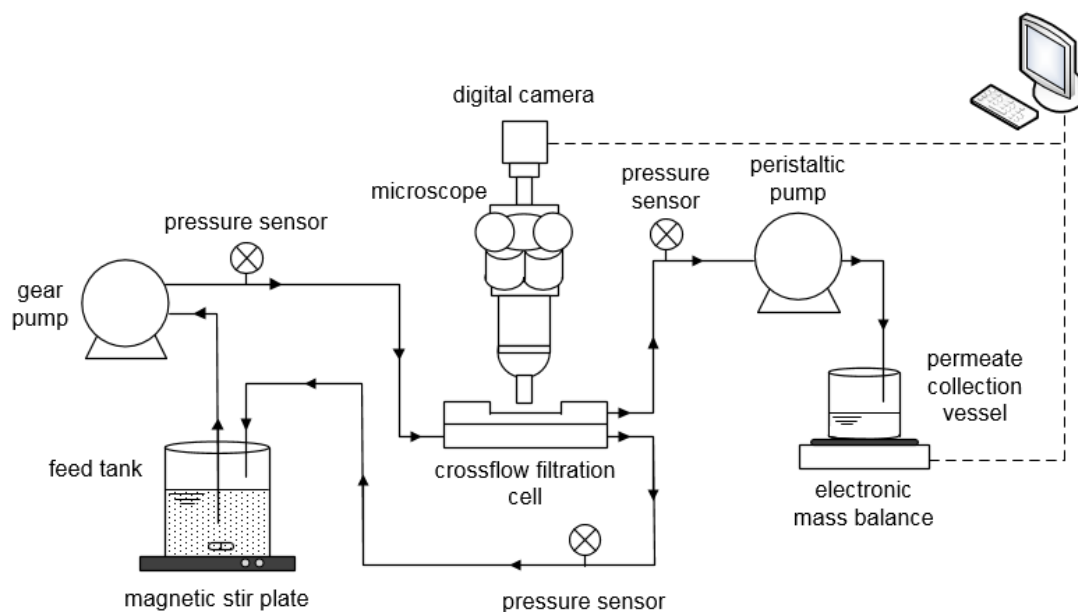 digital camera
microscope
pressure
sensor
peristaltic
pump
pressure sensor
gear
pump
permeate
collection
vessel
feed tank
crossflow filtration
cell
electronic
mass balance
magnetic stir plate
pressure sensor